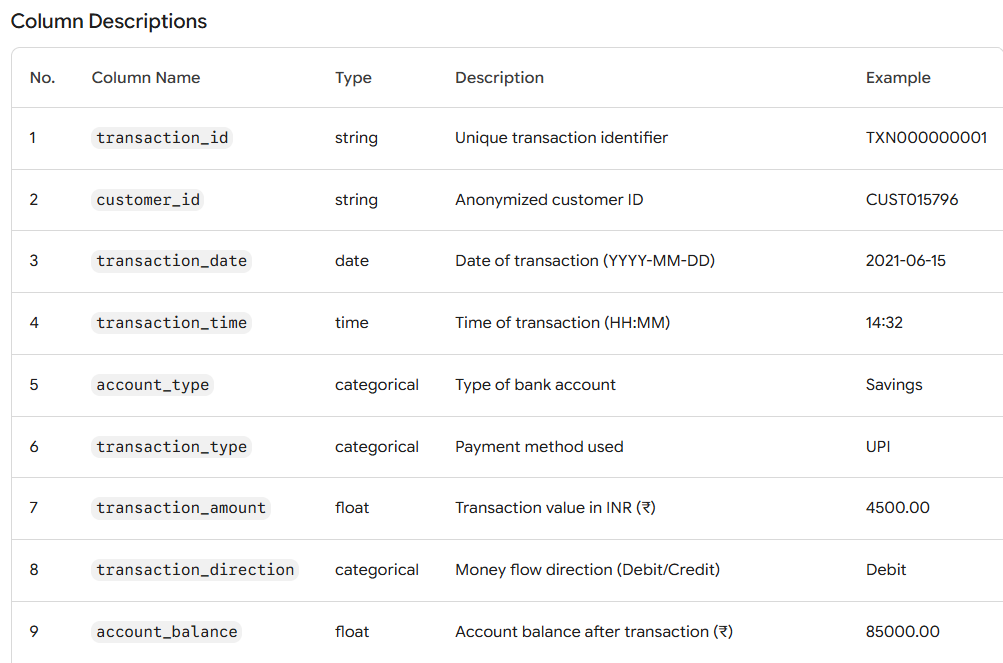 Column Descriptions
No. Column Name Type Description Example
1 transaction_id string Unique transaction identifier TXN000000001
2 customer_id string Anonymized customer ID CUST015796
3 transaction_date date Date of transaction (YYYY-MM-DD) 2021-06-15
4 transaction_time time Time of transaction (HH:MM) 14:32
5 account_type categorical Type of bank account Savings
6 transaction_type categorical Payment method used UPI
7 transaction_amount float Transaction value in INR (₹) 4500.00
8 transaction_direction categorical Money flow direction (Debit/Credit) Debit
9 account_balance float Account balance after transaction (₹) 85000.00